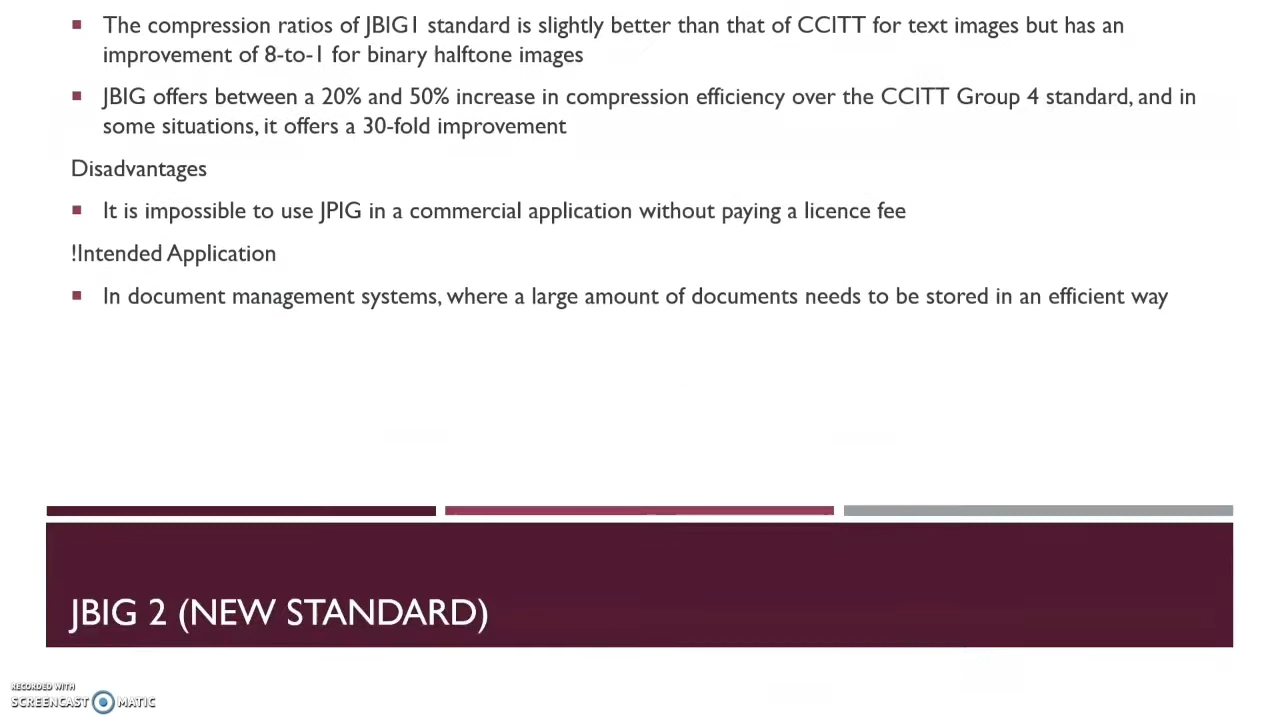 The compression ratios of JBIG1 standard is slightly better than that of CCITT for text images but has an
improvement of 8-to-1 for binary halftone images
JBIG offers between a 20% and 50% increase in compression efficiency over the CCITT Group 4 standard, and in
some situations, it offers a 30-fold improvement
Disadvantages
It is impossible to use JPIG in a commercial application without paying a licence fee
!Intended Application
In document management systems, where a large amount of documents needs to be stored in an efficient way
JBIG 2 (NEW STANDARD)
RECORDED WITH
SCREENCAST MATIC